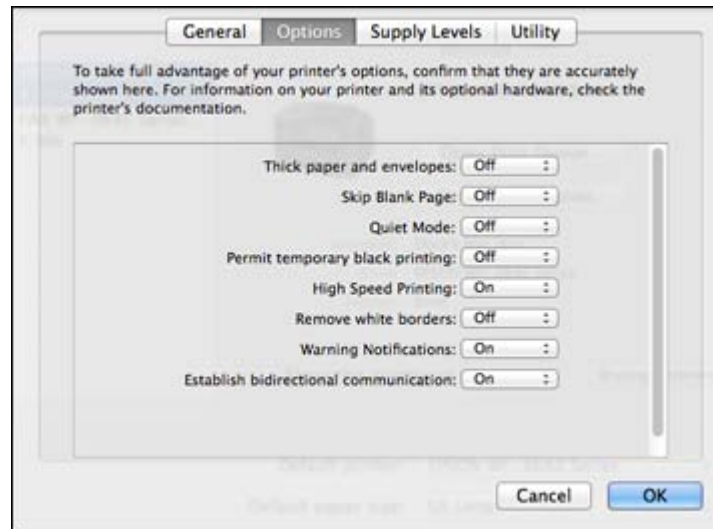 General Options Supply Levels Utility
To take full advantage of your printer's options, confirm that they are accurately
shown here. For information on your printer and its optional hardware, check the
printer's documentation.
Thick paper and envelopes: Off
Skip Blank Page: Off
Quiet Mode: Off
Permit temporary black printing: Off
High Speed Printing: On
Remove white borders: Off
Warning Notifications: On
Establish bidirectional communication: On
Cancel OK